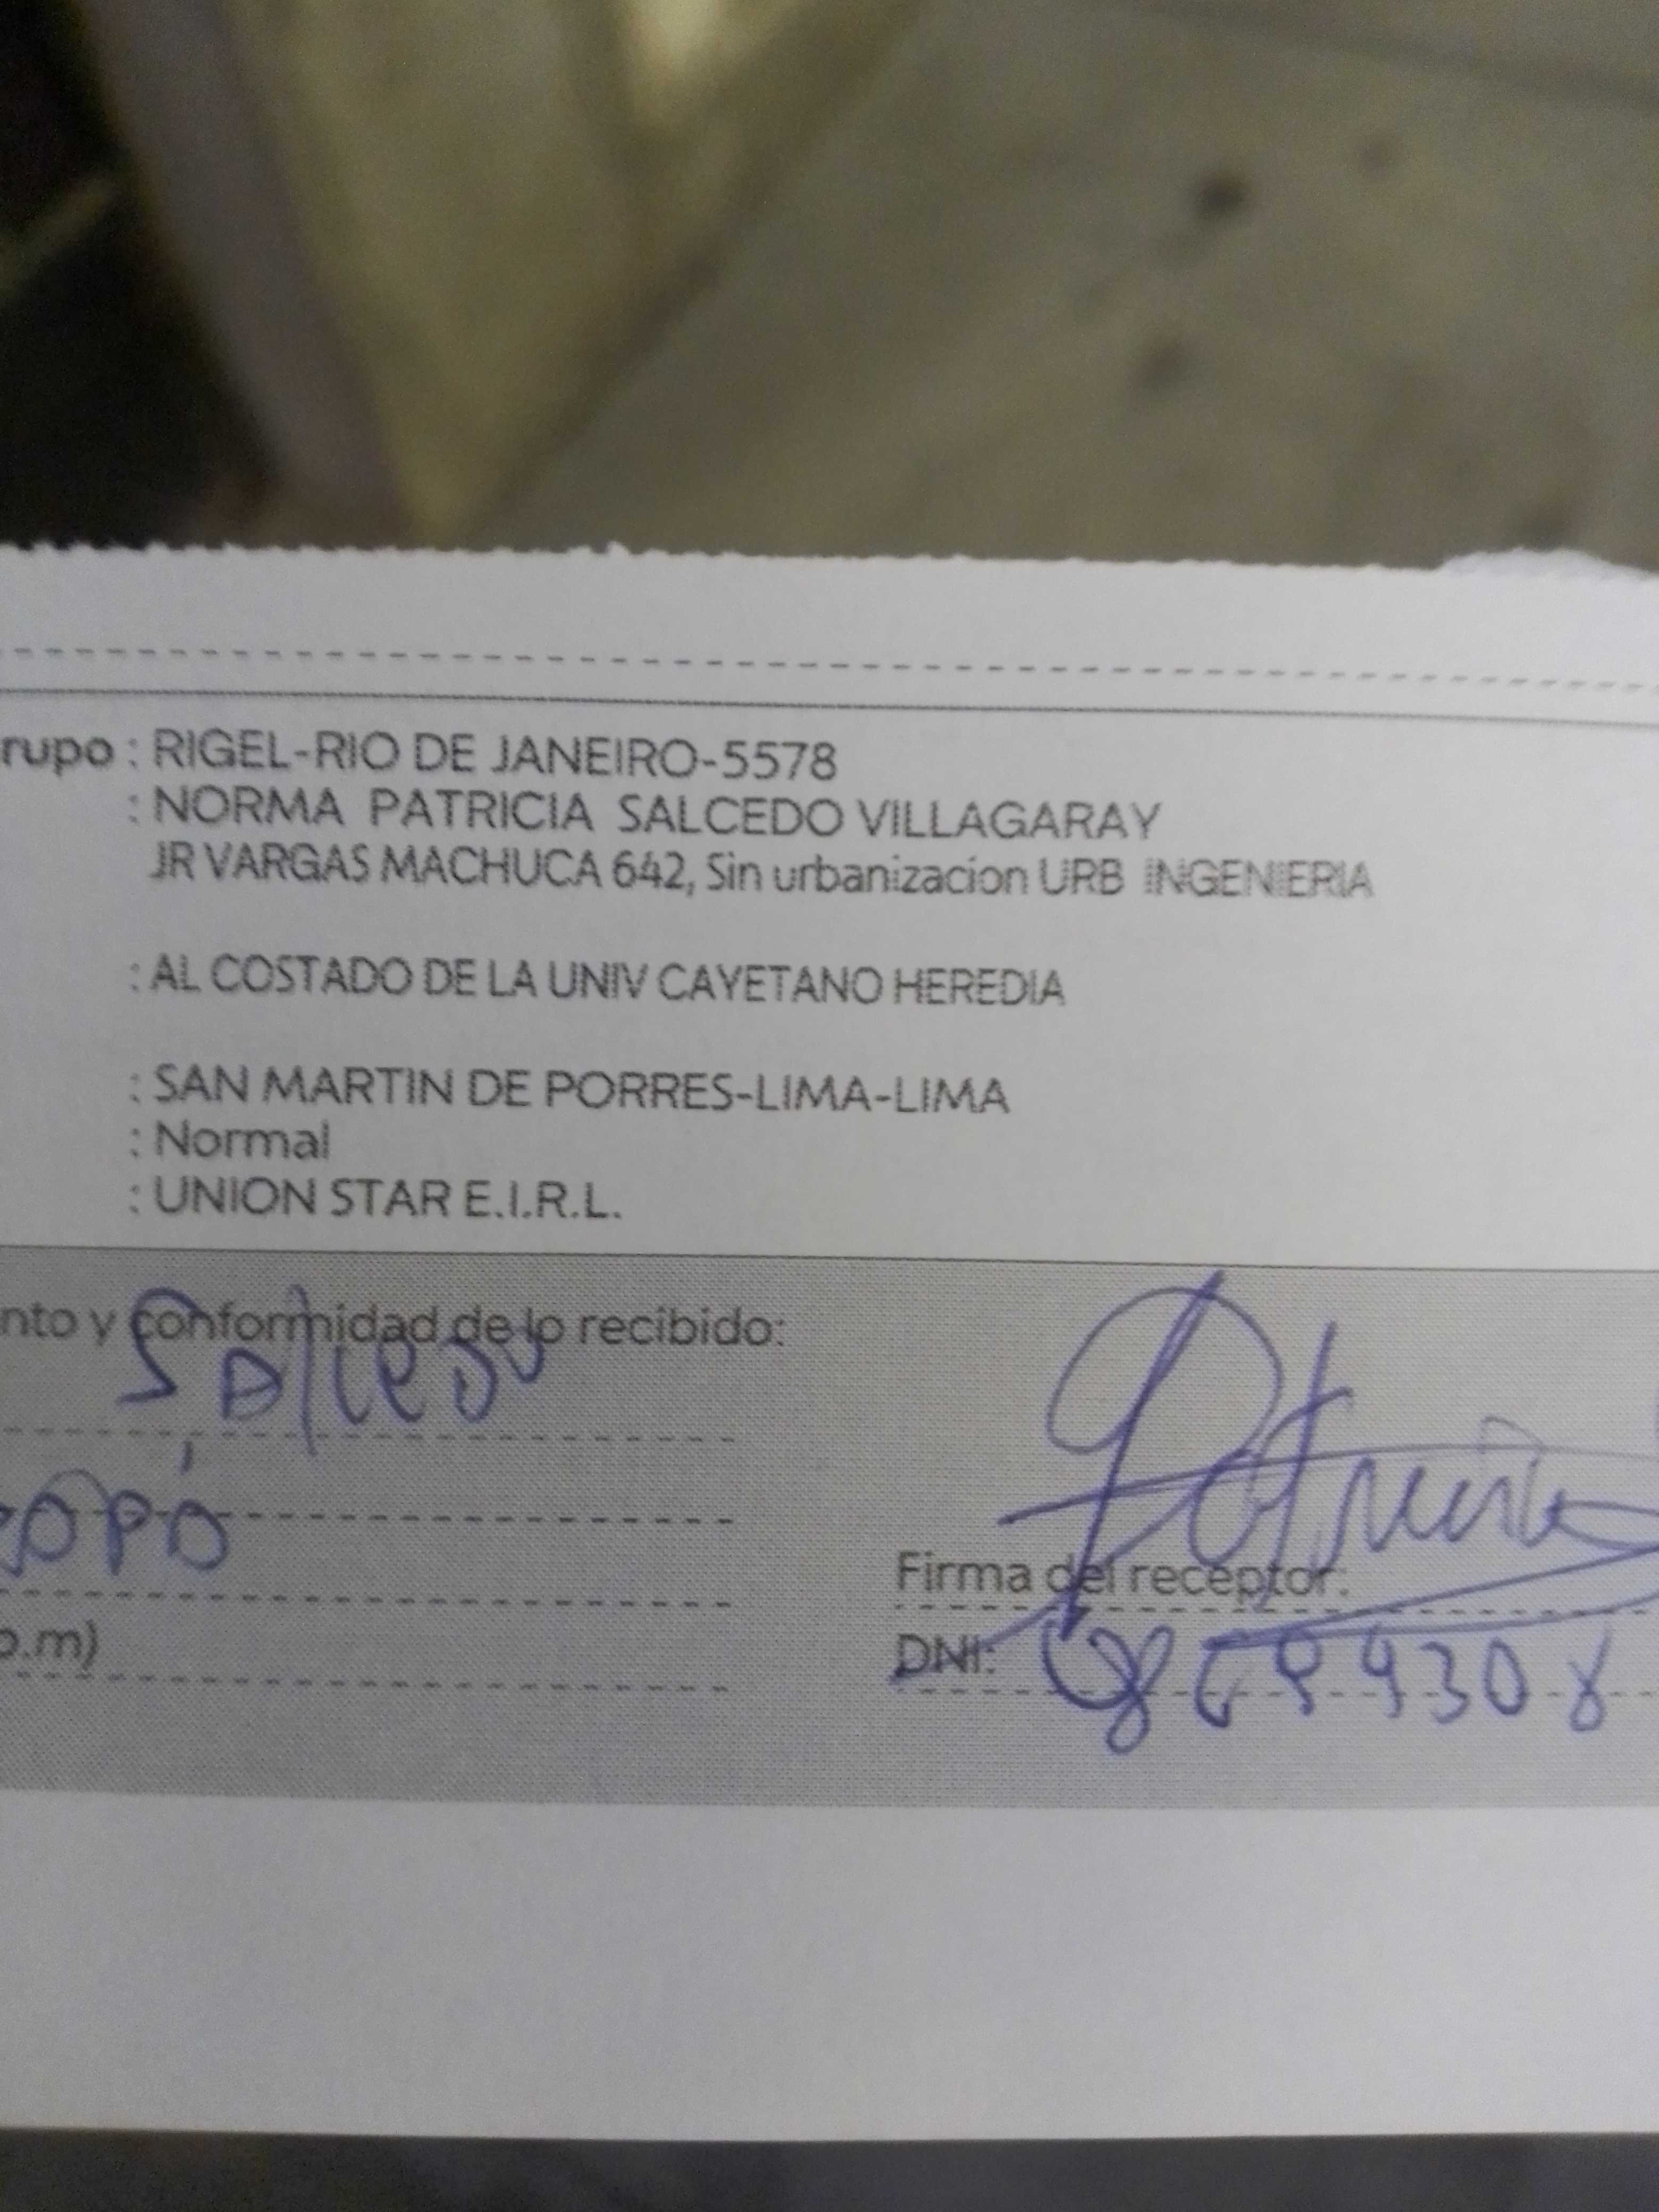 rupo : RIGEL-RIO DE JANEIRO-5578
: NORMA PATRICIA SALCEDO VILLAGARAY
JR VARGAS MACHUCA 642, Sin urbanizacion URB INGENIERIA
: AL COSTADO DE LA UNIV CAYETANO HEREDIA
: SAN MARTIN DE PORRES-LIMA-LIMA
: Normal
: UNION STAR E.I.R.L.
nto y conformidad de lo recibido:
Salcedo
Firma del receptor:
p.m)
DNI: